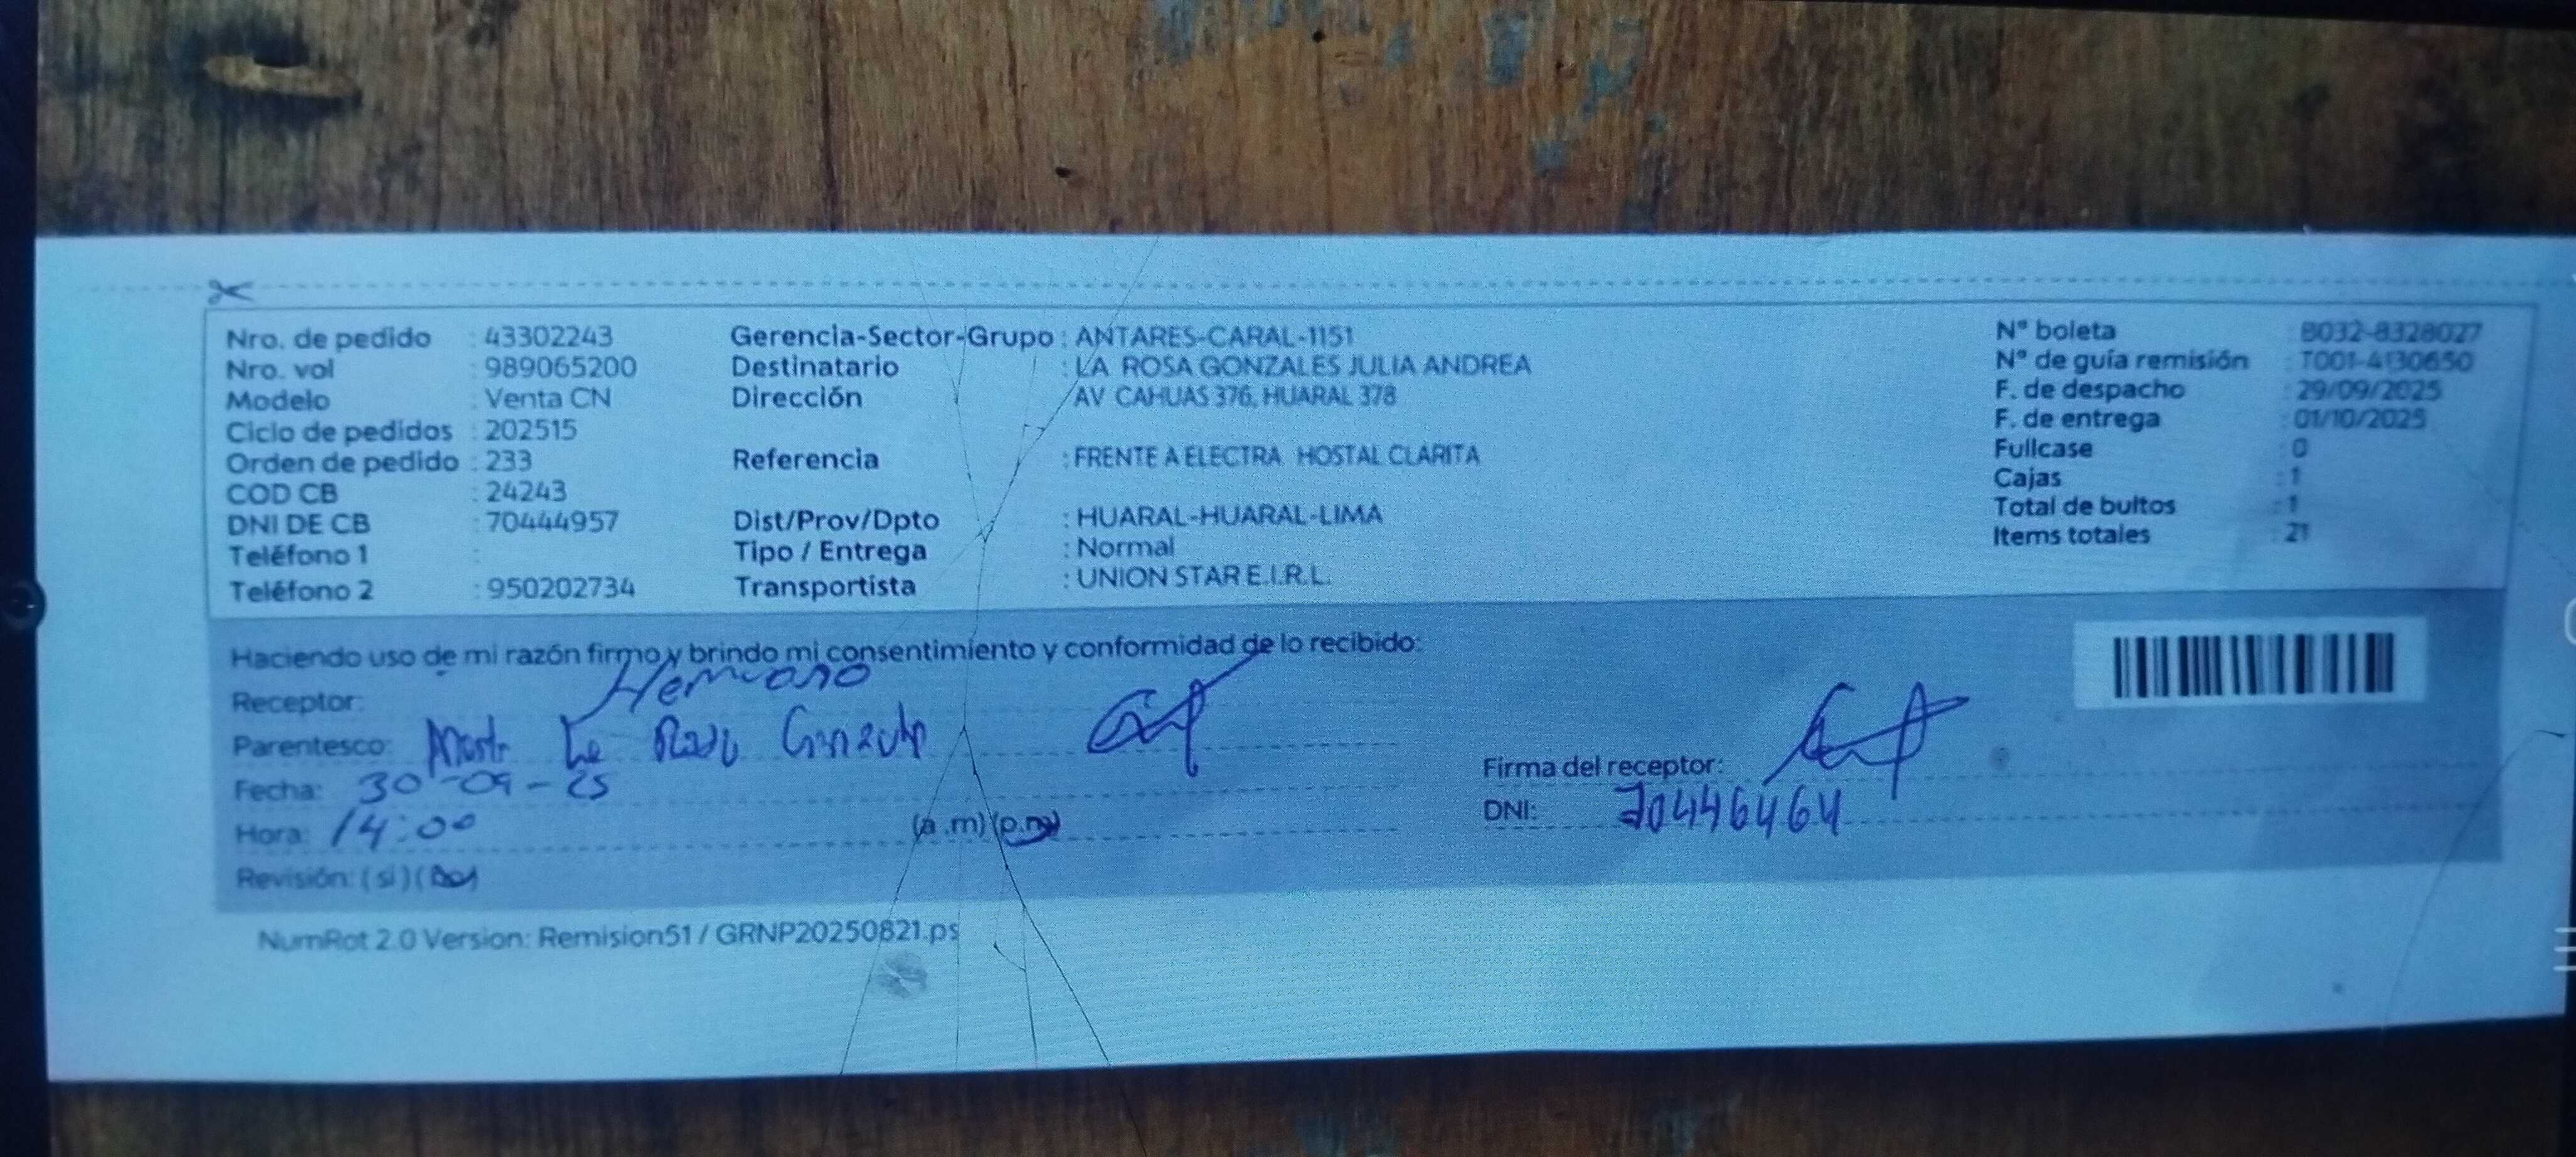 Nro. de pedido : 43302243
Nro. vol : 989065200
Modelo : Venta CN
Ciclo de pedidos : 202515
Orden de pedido : 233
COD CB : 24243
DNI DE CB : 70444957
Teléfono 1 :
Teléfono 2 : 950202734
Gerencia-Sector-Grupo : ANTARES-CARAL-1151
Destinatario : LA ROSA GONZALES JULIA ANDREA
Dirección AV CAHUAS 376, HUARAL 378
Referencia : FRENTE A ELECTRA HOSTAL CLARITA
Dist/Prov/Dpto : HUARAL-HUARAL-LIMA
Tipo / Entrega : Normal
Transportista : UNION STAR E.I.R.L.
N° boleta : B032-8328027
N° de guía remisión : T001-4130650
F. de despacho : 29/09/2025
F. de entrega : 01/10/2025
Fullcase : 0
Cajas : 1
Total de bultos : 1
Items totales : 21
Haciendo uso de mi razón firmo y brindo mi consentimiento y conformidad de lo recibido:
Receptor: Hermano
Parentesco: La Rosa
Fecha: 30-09-25
Hora: 14:00 (a.m) (p.m)
Revisión: (si) (no)
Firma del receptor:
DNI: 70446464
NumRot 2.0 Version: Remision51 / GRNP20250821.ps